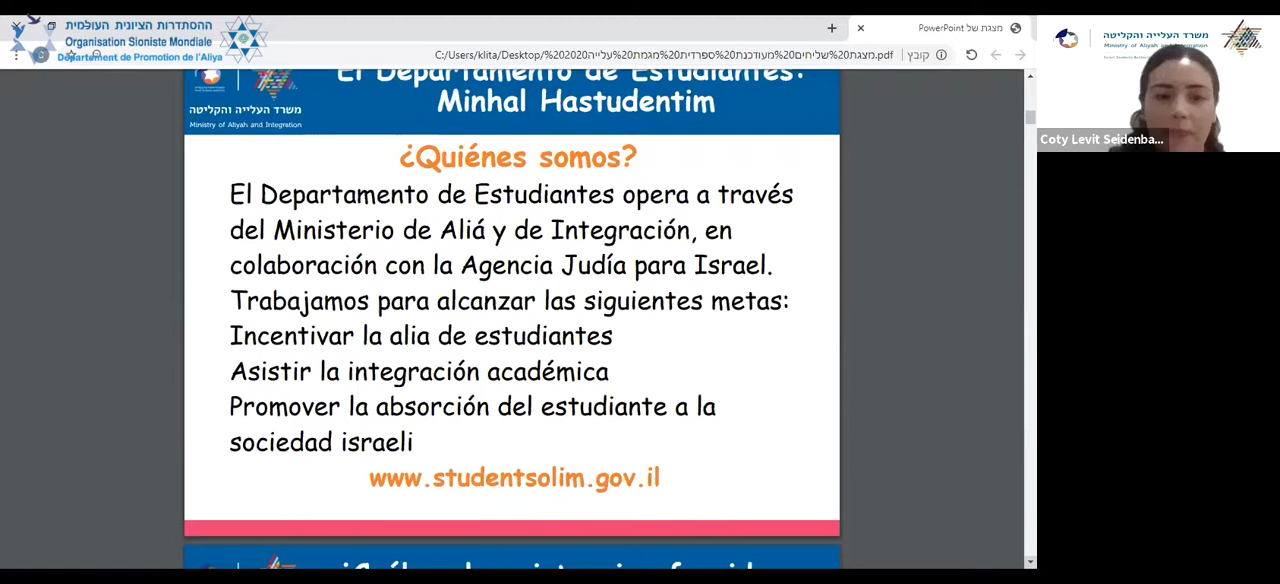 ההסתדרות הציונית העולמית
Organisation Sioniste Mondiale
Département de Promotion de l'Aliya
מצגת של PowerPoint
קובץ
C:/Users/klita/Desktop/%202020מצגת%20שליחים%20מעודכנת%20ספרדית%20מגמת%20עלייה.pdf
משרד העלייה והקליטה
Ministry of Aliyah and Integration
Coty Levit Seidenba...
El Departamento de Estudiantes:
Minhal Hastudentim
משרד העלייה והקליטה
Ministry of Aliyah and Integration
¿Quiénes somos?
El Departamento de Estudiantes opera a través
del Ministerio de Aliá y de Integración, en
colaboración con la Agencia Judía para Israel.
Trabajamos para alcanzar las siguientes metas:
Incentivar la alia de estudiantes
Asistir la integración académica
Promover la absorción del estudiante a la
sociedad israeli
www.studentsolim.gov.il